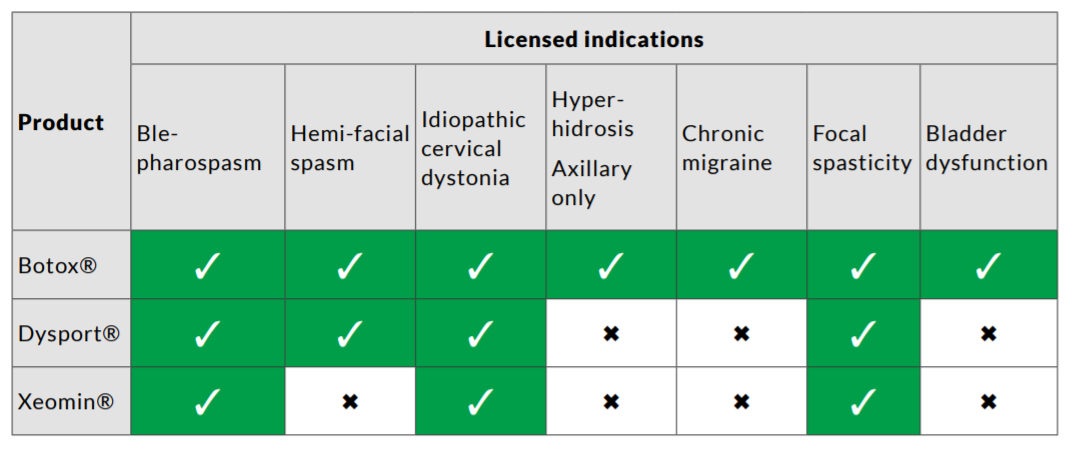 Licensed indications
Product
Ble-
pharospasm
Hemi-facial
spasm
Idiopathic
cervical
dystonia
Hyper-
hidrosis
Axillary
only
Chronic
migraine
Focal
spasticity
Bladder
dysfunction
Botox® ✓ ✓ ✓ ✓ ✓ ✓ ✓
Dysport® ✓ ✓ ✓ ✖ ✖ ✓ ✖
Xeomin® ✓ ✖ ✓ ✖ ✖ ✓ ✖